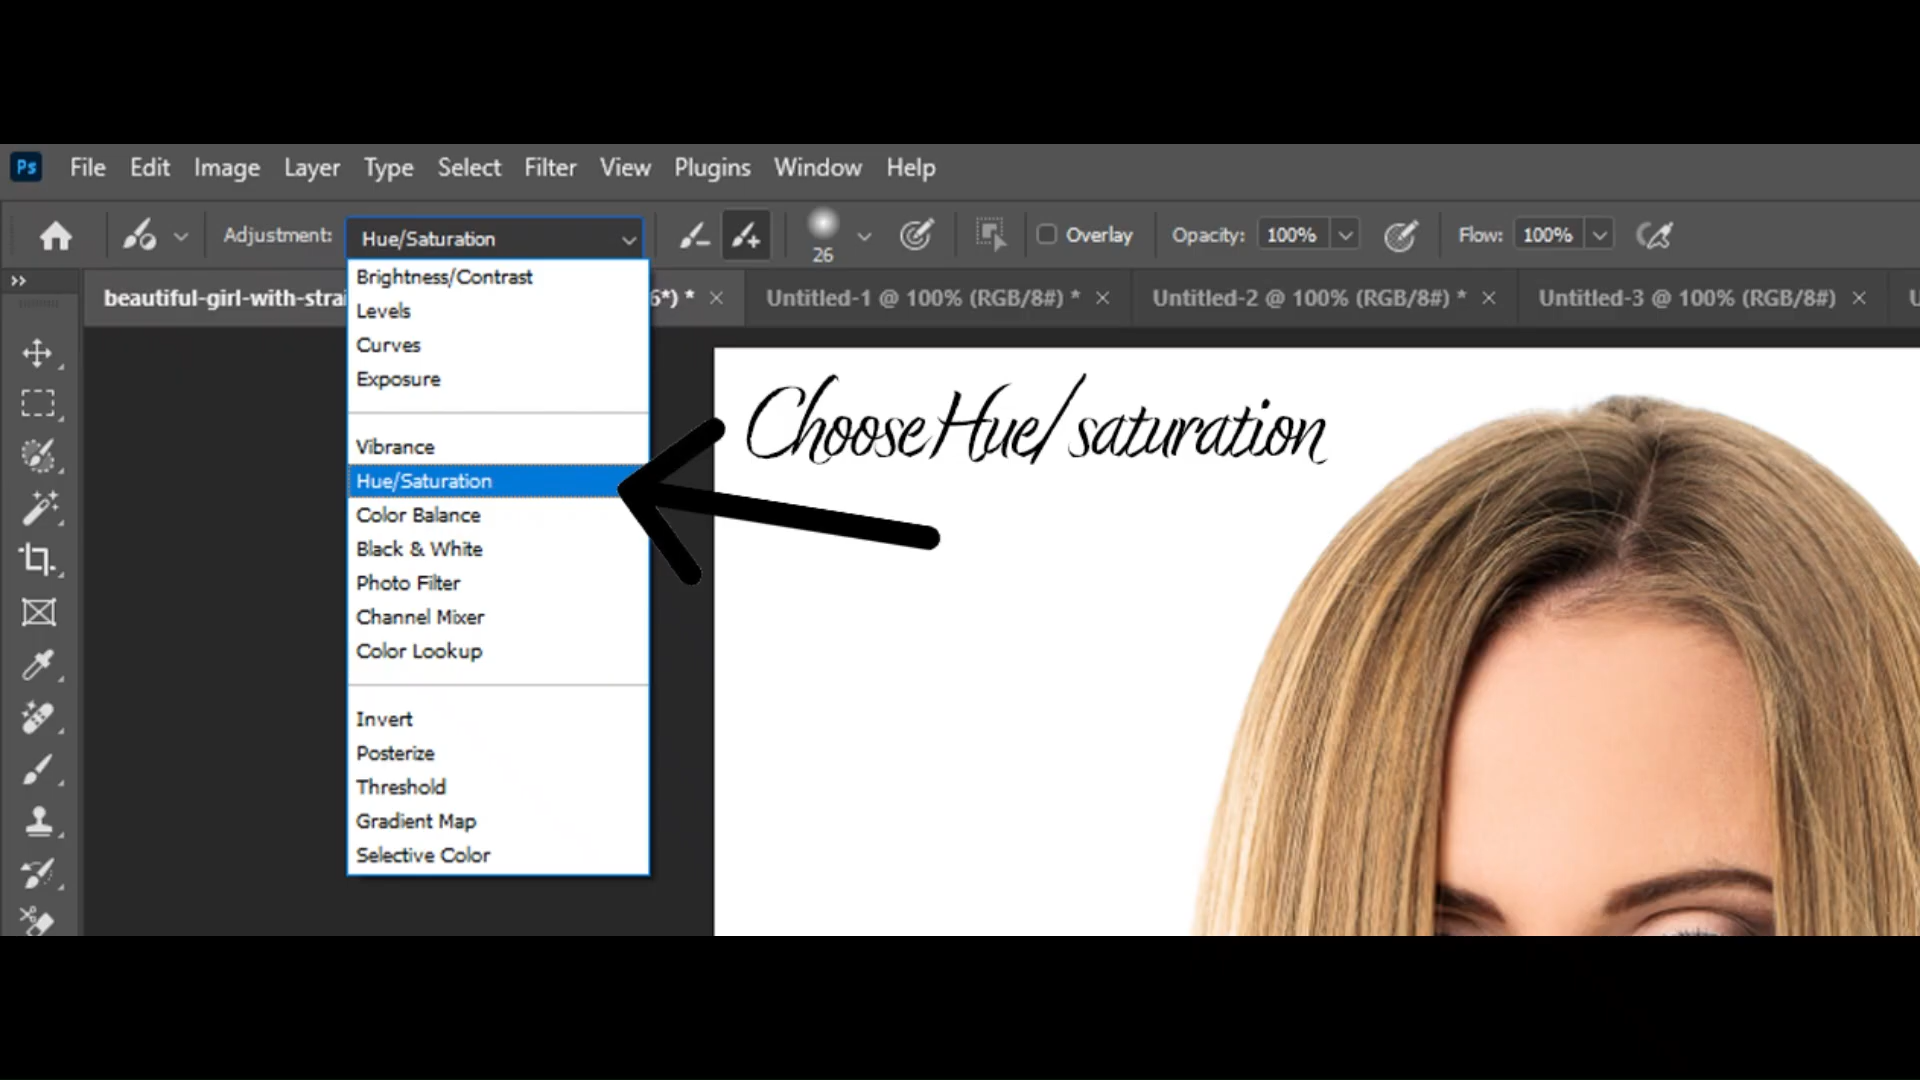 Ps File Edit Image Layer Type Select Filter View Plugins Window Help
Adjustment: Hue/Saturation 26 Overlay Opacity: 100% Flow: 100%
beautiful-girl-with-strai 6*) * × Untitled-1 @ 100% (RGB/8#) * × Untitled-2 @ 100% (RGB/8#) * × Untitled-3 @ 100% (RGB/8#) ×
Brightness/Contrast
Levels
Curves
Exposure
Vibrance
Hue/Saturation
Color Balance
Black & White
Photo Filter
Channel Mixer
Color Lookup
Invert
Posterize
Threshold
Gradient Map
Selective Color
Choose Hue/ saturation